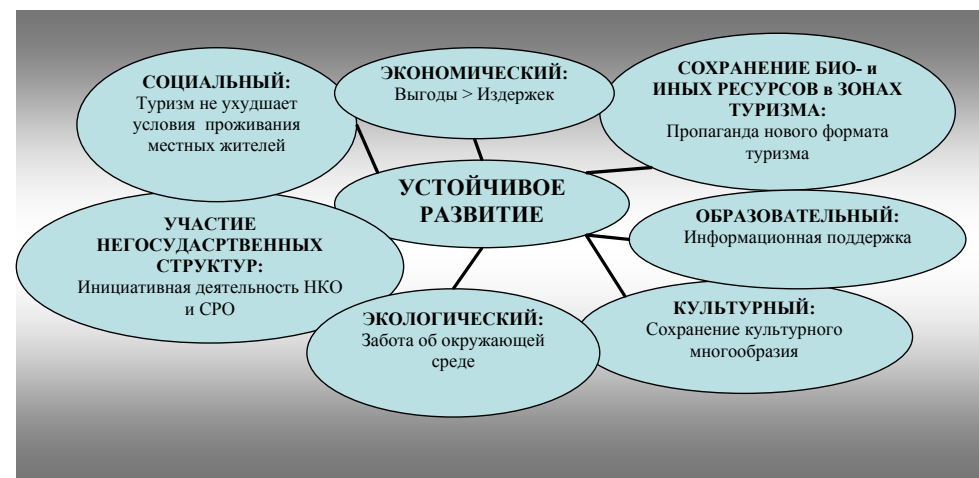 СОЦИАЛЬНЫЙ:
Туризм не ухудшает
условия проживания
местных жителей
ЭКОНОМИЧЕСКИЙ:
Выгоды > Издержек
СОХРАНЕНИЕ БИО- и
ИНЫХ РЕСУРСОВ в ЗОНАХ
ТУРИЗМА:
Пропаганда нового формата
туризма
УСТОЙЧИВОЕ
РАЗВИТИЕ
УЧАСТИЕ
НЕГОСУДАСРТВЕННЫХ
СТРУКТУР:
Инициативная деятельность НКО
и СРО
ОБРАЗОВАТЕЛЬНЫЙ:
Информационная поддержка
ЭКОЛОГИЧЕСКИЙ:
Забота об окружающей
среде
КУЛЬТУРНЫЙ:
Сохранение культурного
многообразия